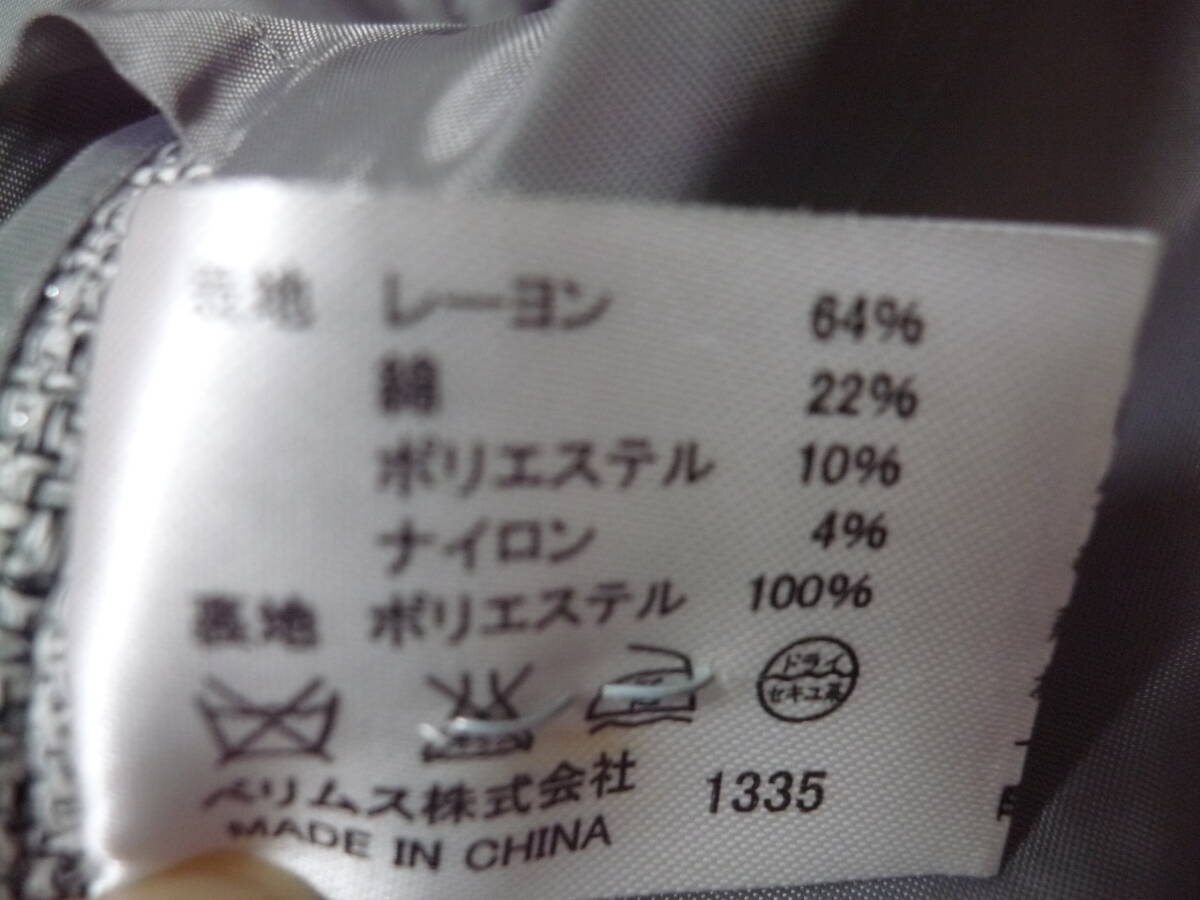 表地 レーヨン 64%
綿 22%
ポリエステル 10%
ナイロン 4%
裏地 ポリエステル 100%
ドライ
セキユ系
ペリムス株式会社 1335
MADE IN CHINA